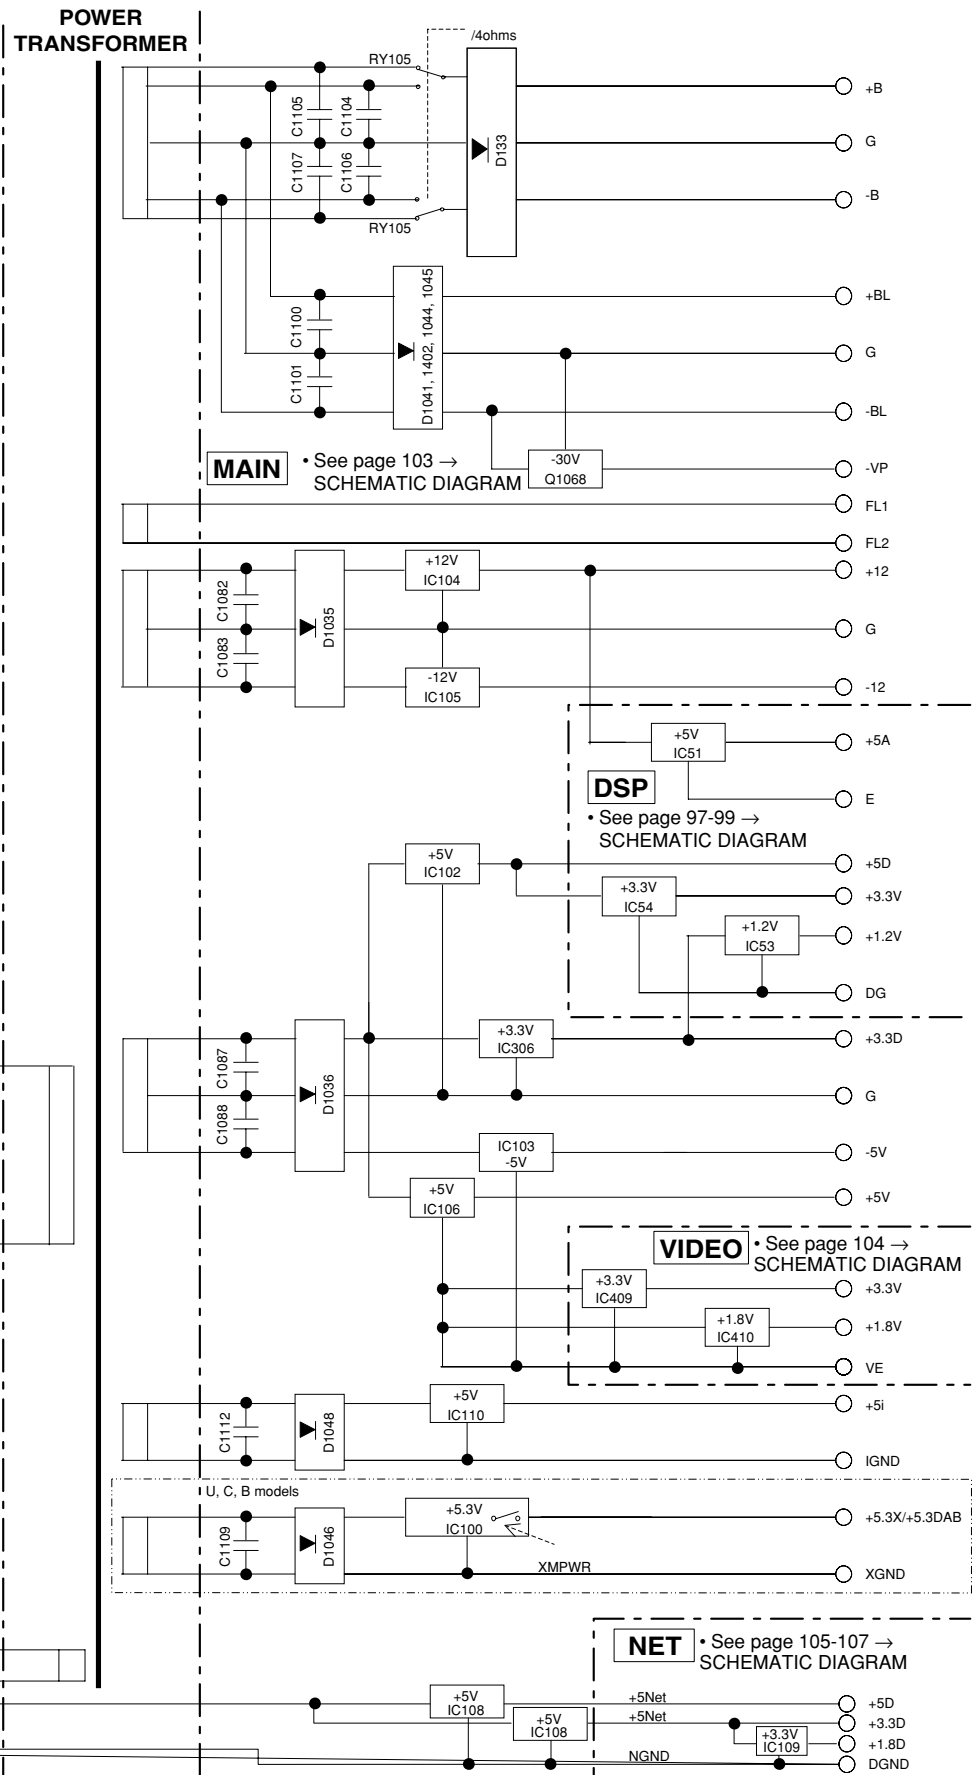 POWER
TRANSFORMER
/4ohms
RY105
C1105
C1104
+B
D133
G
C1107
C1106
-B
RY105
D1041, 1402, 1044, 1045
+BL
C1100
G
C1101
-BL
MAIN
• See page 103 →
SCHEMATIC DIAGRAM
-30V
Q1068
-VP
FL1
FL2
+12V
IC104
+12
C1082
D1035
G
C1083
-12V
IC105
-12
+5V
IC51
+5A
DSP
E
• See page 97-99 →
SCHEMATIC DIAGRAM
+5V
IC102
+5D
+3.3V
IC54
+3.3V
+1.2V
IC53
+1.2V
DG
+3.3V
IC306
+3.3D
C1087
D1036
G
C1088
IC103
-5V
-5V
+5V
IC106
+5V
VIDEO
• See page 104 →
SCHEMATIC DIAGRAM
+3.3V
IC409
+3.3V
+1.8V
IC410
+1.8V
VE
+5V
IC110
+5i
C1112
D1048
IGND
U, C, B models
+5.3V
IC100
+5.3X/+5.3DAB
C1109
D1046
XMPWR
XGND
NET
• See page 105-107 →
SCHEMATIC DIAGRAM
+5V
IC108
+5Net
+5D
+5V
IC108
+5Net
+3.3D
+3.3V
IC109
+1.8D
NGND
DGND